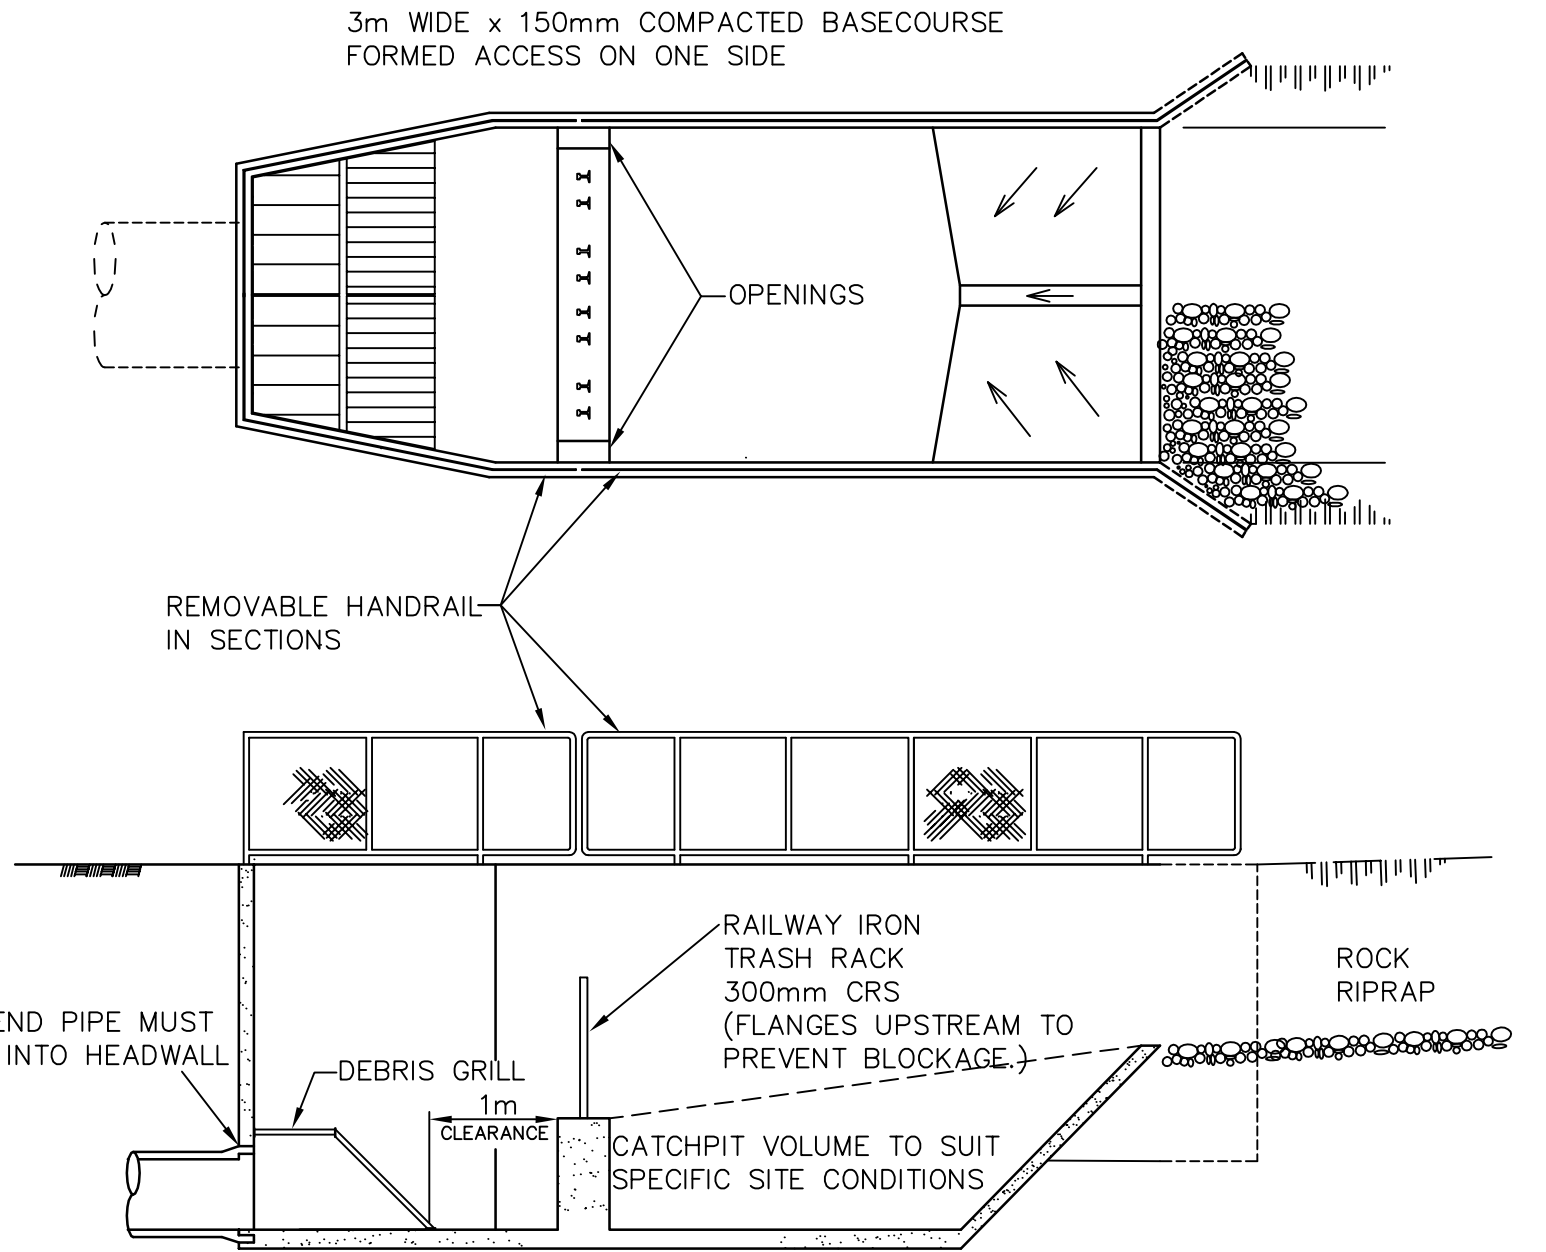 3m WIDE x 150mm COMPACTED BASECOURSE
FORMED ACCESS ON ONE SIDE
OPENINGS
REMOVABLE HANDRAIL
IN SECTIONS
RAILWAY IRON
TRASH RACK
300mm CRS
(FLANGES UPSTREAM TO
PREVENT BLOCKAGE.)
ROCK
RIPRAP
END PIPE MUST
INTO HEADWALL
DEBRIS GRILL
1m
CLEARANCE
CATCHPIT VOLUME TO SUIT
SPECIFIC SITE CONDITIONS